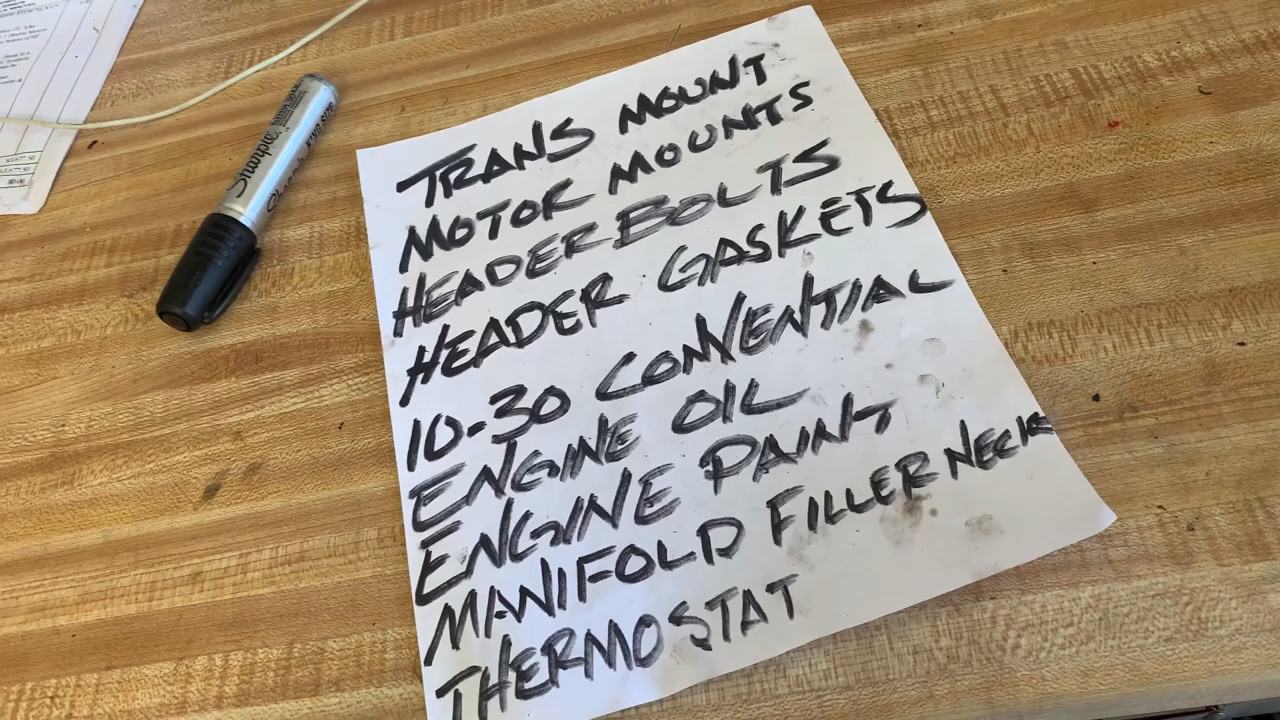 TRANS MOUNT
MOTOR MOUNTS
HEADER BOLTS
HEADER GASKETS
10-30 CONVENTIAL
ENGINE OIL
ENGINE PAINT
MANIFOLD FILLER NECK
THERMOSTAT
Sharpie